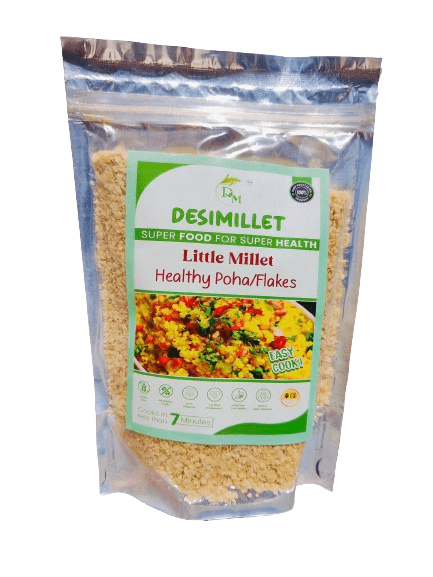 DM
DESIMILLET
SUPER FOOD FOR SUPER HEALTH
Little Millet
Healthy Poha/Flakes
EASY
COOK!
Cooks in
less than 7 Minutes